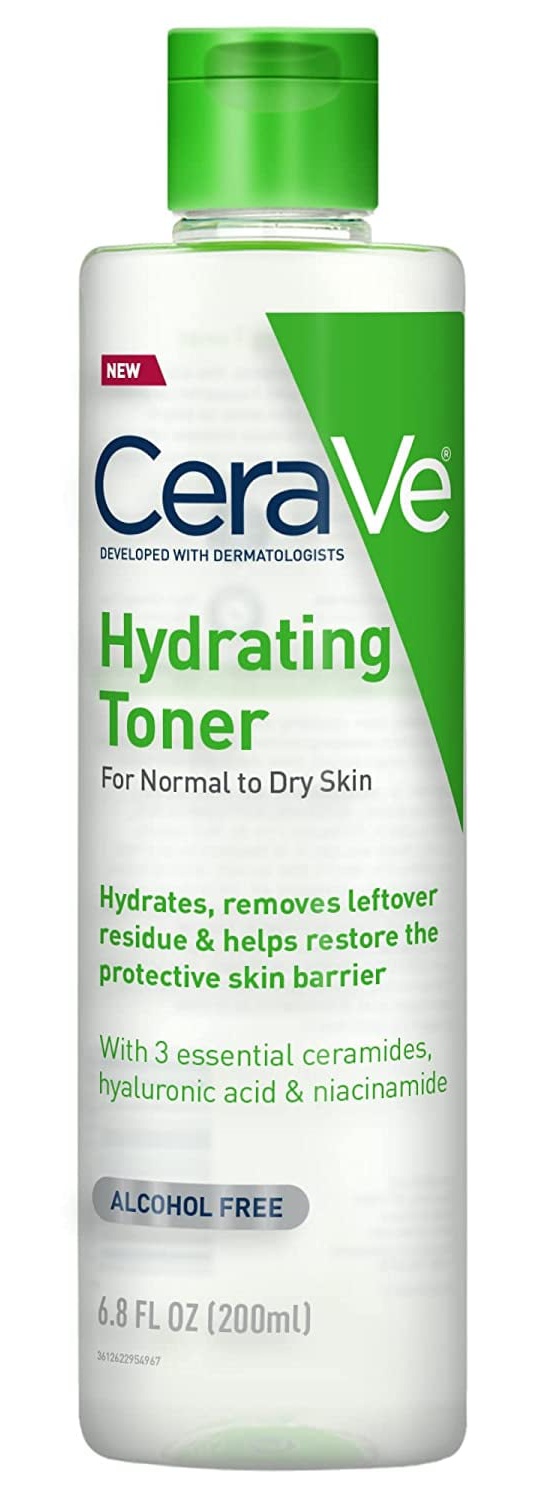 NEW
CeraVe®
DEVELOPED WITH DERMATOLOGISTS
Hydrating
Toner
For Normal to Dry Skin
Hydrates, removes leftover
residue & helps restore the
protective skin barrier
With 3 essential ceramides,
hyaluronic acid & niacinamide
ALCOHOL FREE
6.8 FL OZ (200ml)
3612622954967